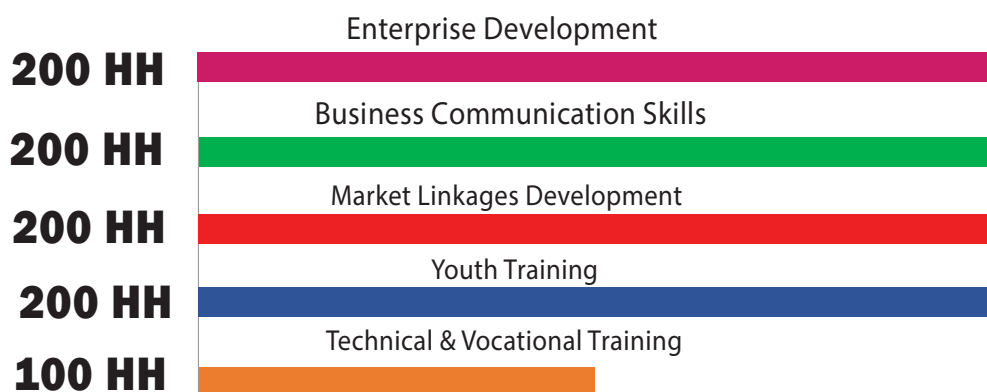 Enterprise Development
200 HH
Business Communication Skills
200 HH
Market Linkages Development
200 HH
Youth Training
200 HH
Technical & Vocational Training
100 HH